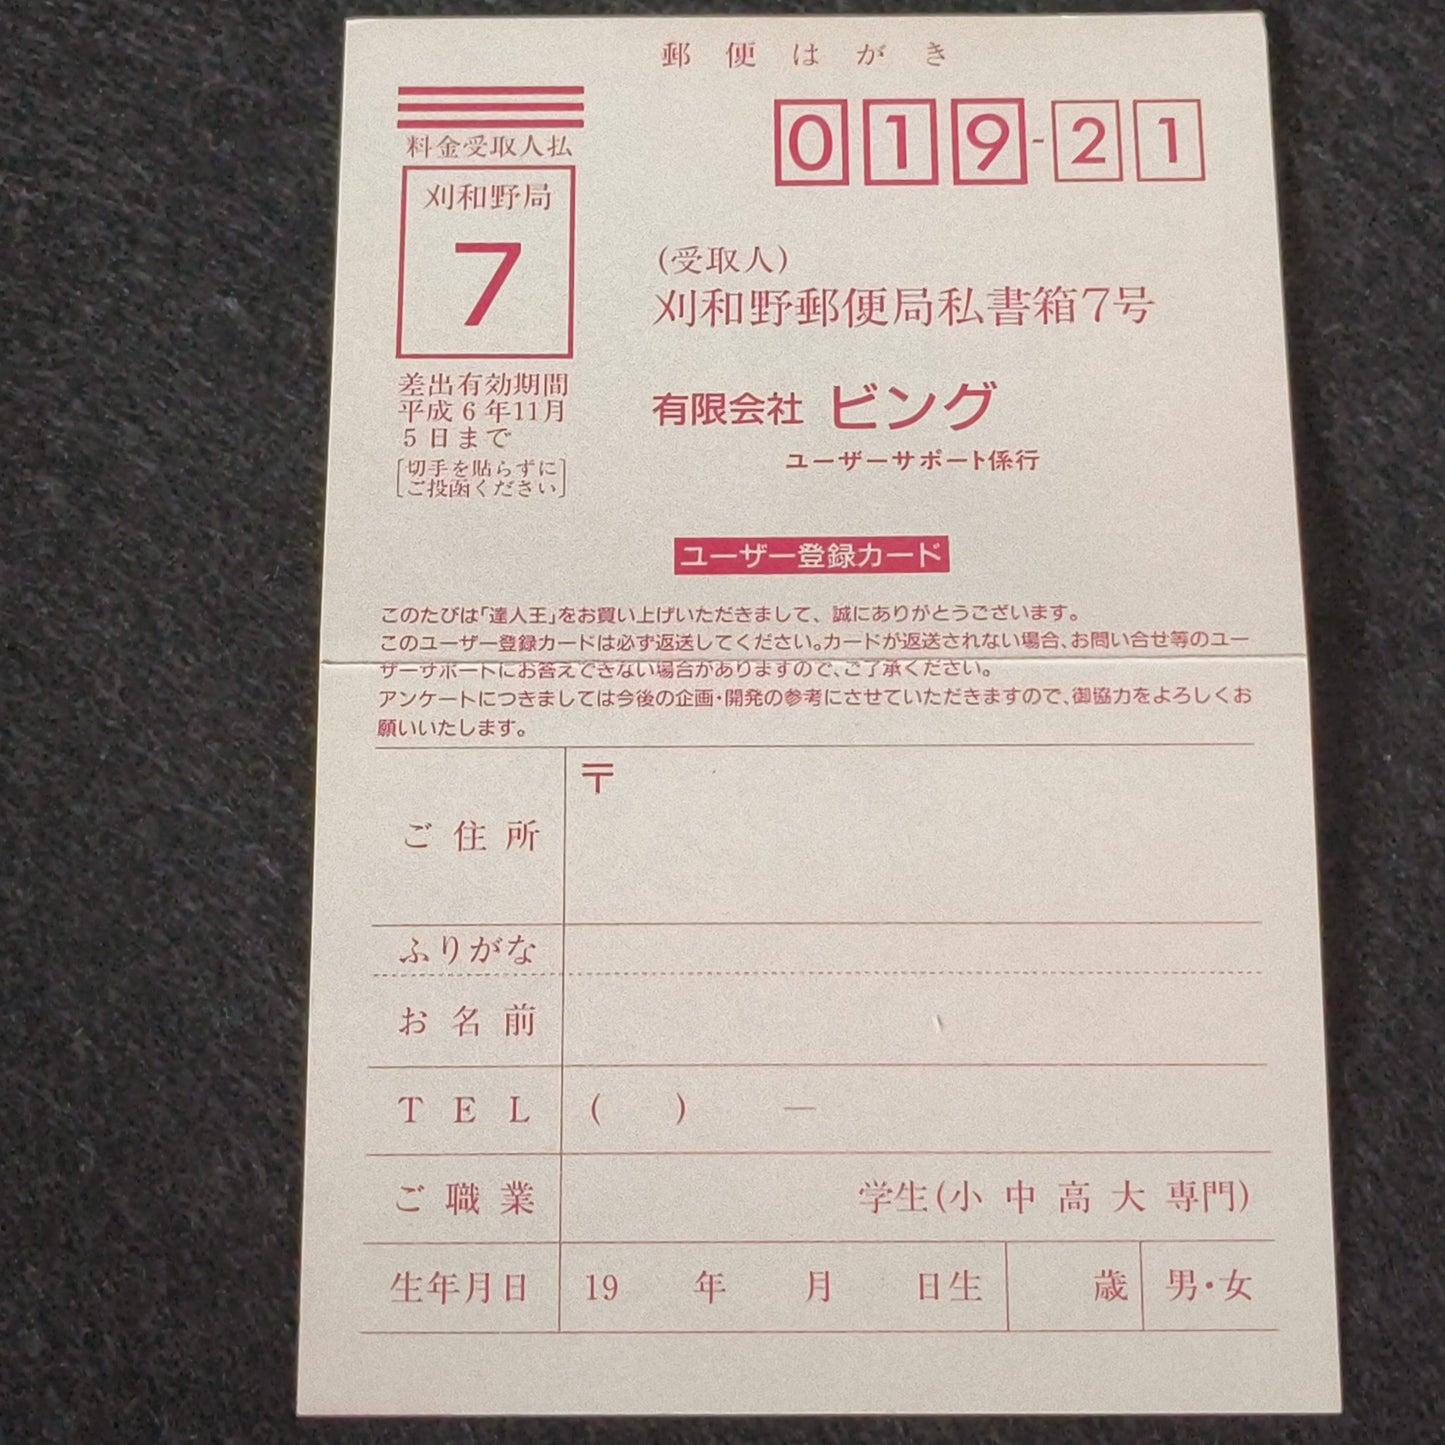 郵便はがき
料金受取人払
刈和野局
7
差出有効期間
平成6年11月
5日まで
[切手を貼らずに
ご投函ください]
019-21
(受取人)
刈和野郵便局私書箱7号
有限会社 ビング
ユーザーサポート係行
ユーザー登録カード
このたびは「達人王」をお買い上げいただきまして、誠にありがとうございます。
このユーザー登録カードは必ず返送してください。カードが返送されない場合、お問い合せ等のユー
ザーサポートにお答えできない場合がありますので、ご了承ください。
アンケートにつきましては今後の企画・開発の参考にさせていただきますので、御協力をよろしくお
願いいたします。
ご住所 〒
ふりがな
お名前
TEL ( ) —
ご職業 学生(小 中 高 大 専門)
生年月日 19 年 月 日生 歳 男・女